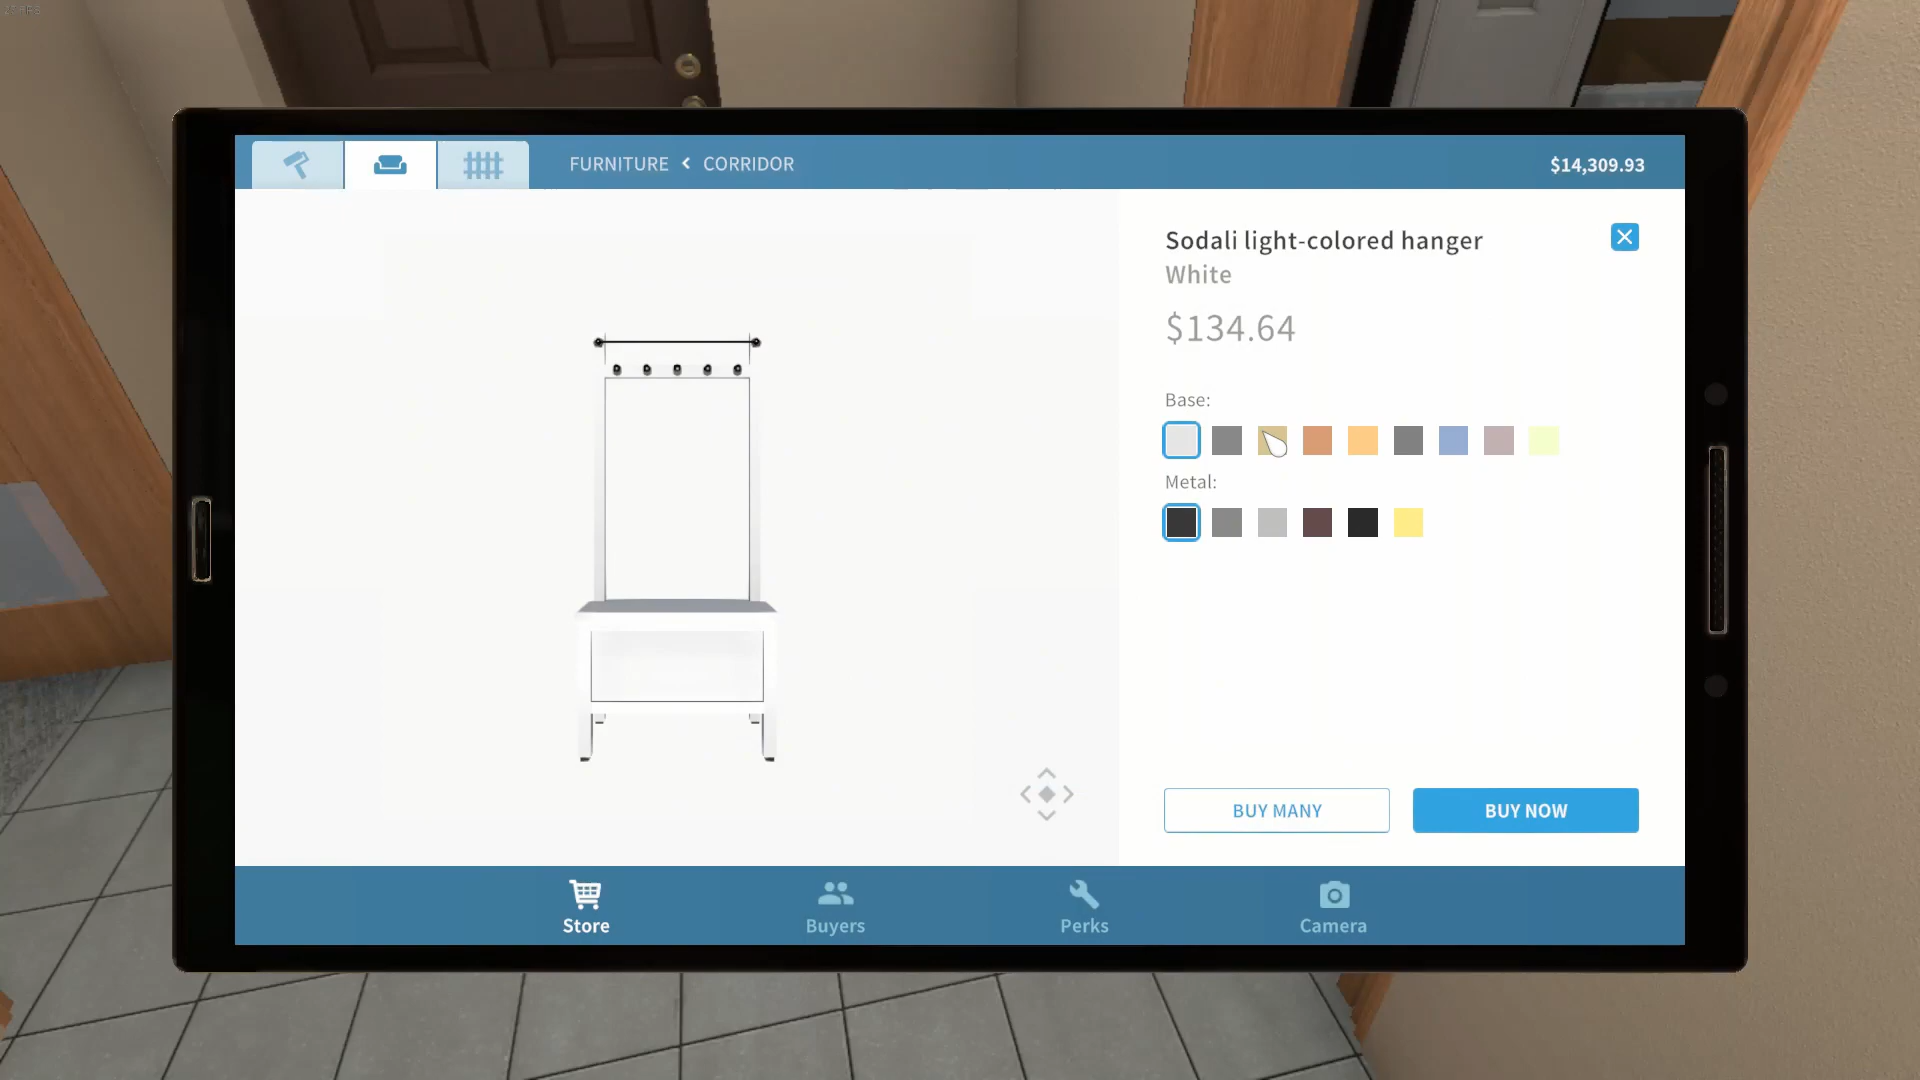 FURNITURE < CORRIDOR
$14,309.93
Sodali light-colored hanger
White
$134.64
Base:
Metal:
BUY MANY
BUY NOW
Store
Buyers
Perks
Camera